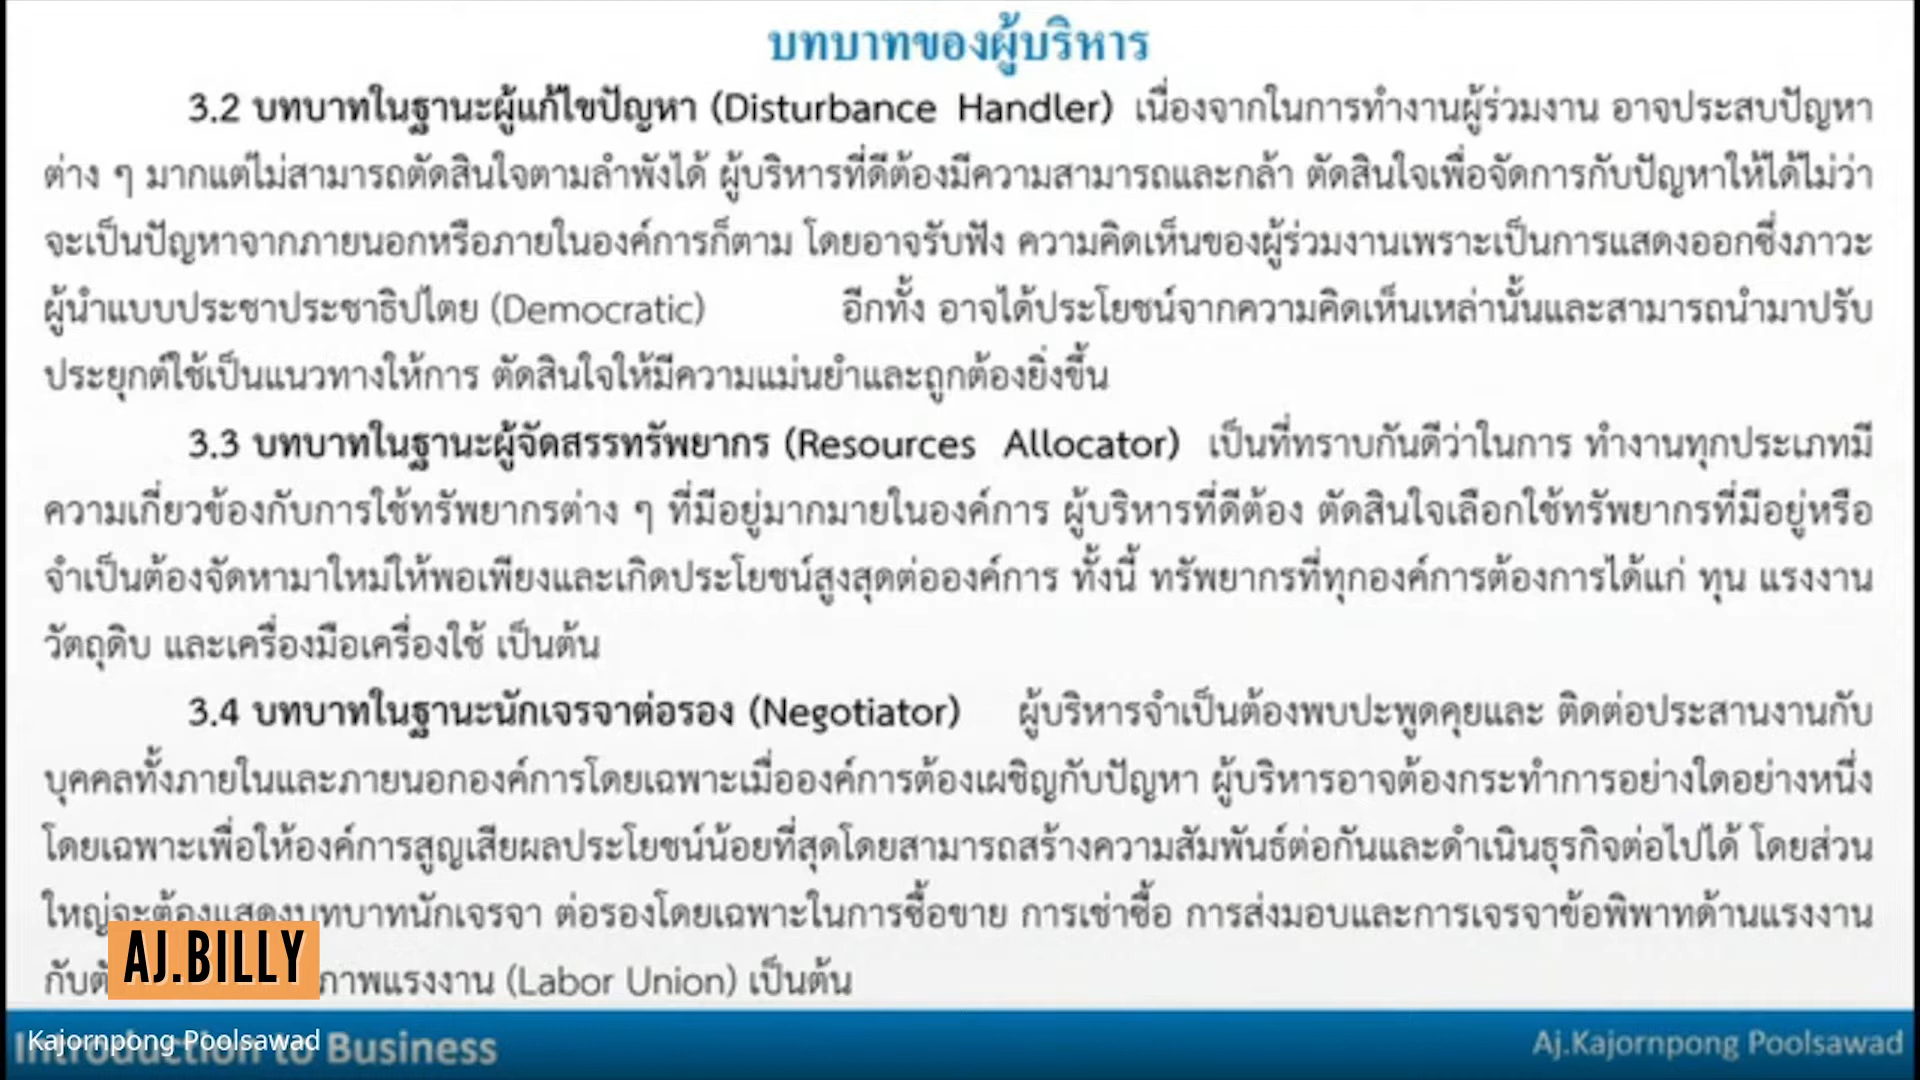 บทบาทของผู้บริหาร
3.2 บทบาทในฐานะผู้แก้ไขปัญหา (Disturbance Handler) เนื่องจากในการทำงานผู้ร่วมงาน อาจประสบปัญหา
ต่าง ๆ มากแต่ไม่สามารถตัดสินใจตามลำพังได้ ผู้บริหารที่ดีต้องมีความสามารถและกล้า ตัดสินใจเพื่อจัดการกับปัญหาให้ได้ไม่ว่า
จะเป็นปัญหาจากภายนอกหรือภายในองค์การก็ตาม โดยอาจรับฟัง ความคิดเห็นของผู้ร่วมงานเพราะเป็นการแสดงออกซึ่งภาวะ
ผู้นำแบบประชาประชาธิปไตย (Democratic) อีกทั้ง อาจได้ประโยชน์จากความคิดเห็นเหล่านั้นและสามารถนำมาปรับ
ประยุกต์ใช้เป็นแนวทางให้การ ตัดสินใจให้มีความแม่นยำและถูกต้องยิ่งขึ้น
3.3 บทบาทในฐานะผู้จัดสรรทรัพยากร (Resources Allocator) เป็นที่ทราบกันดีว่าในการ ทำงานทุกประเภทมี
ความเกี่ยวข้องกับการใช้ทรัพยากรต่าง ๆ ที่มีอยู่มากมายในองค์การ ผู้บริหารที่ดีต้อง ตัดสินใจเลือกใช้ทรัพยากรที่มีอยู่หรือ
จำเป็นต้องจัดหามาใหม่ให้พอเพียงและเกิดประโยชน์สูงสุดต่อองค์การ ทั้งนี้ ทรัพยากรที่ทุกองค์การต้องการได้แก่ ทุน แรงงาน
วัตถุดิบ และเครื่องมือเครื่องใช้ เป็นต้น
3.4 บทบาทในฐานะนักเจรจาต่อรอง (Negotiator) ผู้บริหารจำเป็นต้องพบปะพูดคุยและ ติดต่อประสานงานกับ
บุคคลทั้งภายในและภายนอกองค์การโดยเฉพาะเมื่อองค์การต้องเผชิญกับปัญหา ผู้บริหารอาจต้องกระทำการอย่างใดอย่างหนึ่ง
โดยเฉพาะเพื่อให้องค์การสูญเสียผลประโยชน์น้อยที่สุดโดยสามารถสร้างความสัมพันธ์ต่อกันและดำเนินธุรกิจต่อไปได้ โดยส่วน
ใหญ่จะต้องแสดงบทบาทนักเจรจา ต่อรองโดยเฉพาะในการซื้อขาย การเช่าซื้อ การส่งมอบและการเจรจาข้อพิพาทด้านแรงงาน
กับ ภาพแรงงาน (Labor Union) เป็นต้น
AJ.BILLY
Kajornpong Poolsawad
Introduction to Business
Aj.Kajornpong Poolsawad